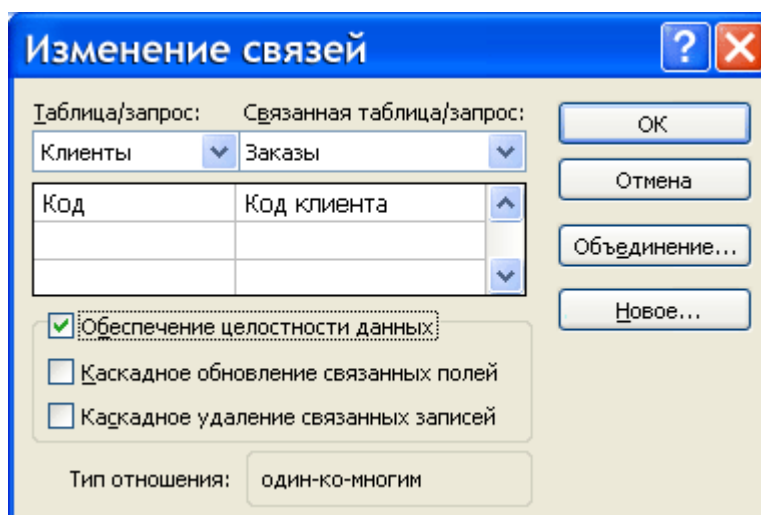 Изменение связей
Таблица/запрос: Связанная таблица/запрос:
Клиенты Заказы
Код Код клиента
ОК
Отмена
Объединение...
Новое...
Обеспечение целостности данных
Каскадное обновление связанных полей
Каскадное удаление связанных записей
Тип отношения: один-ко-многим